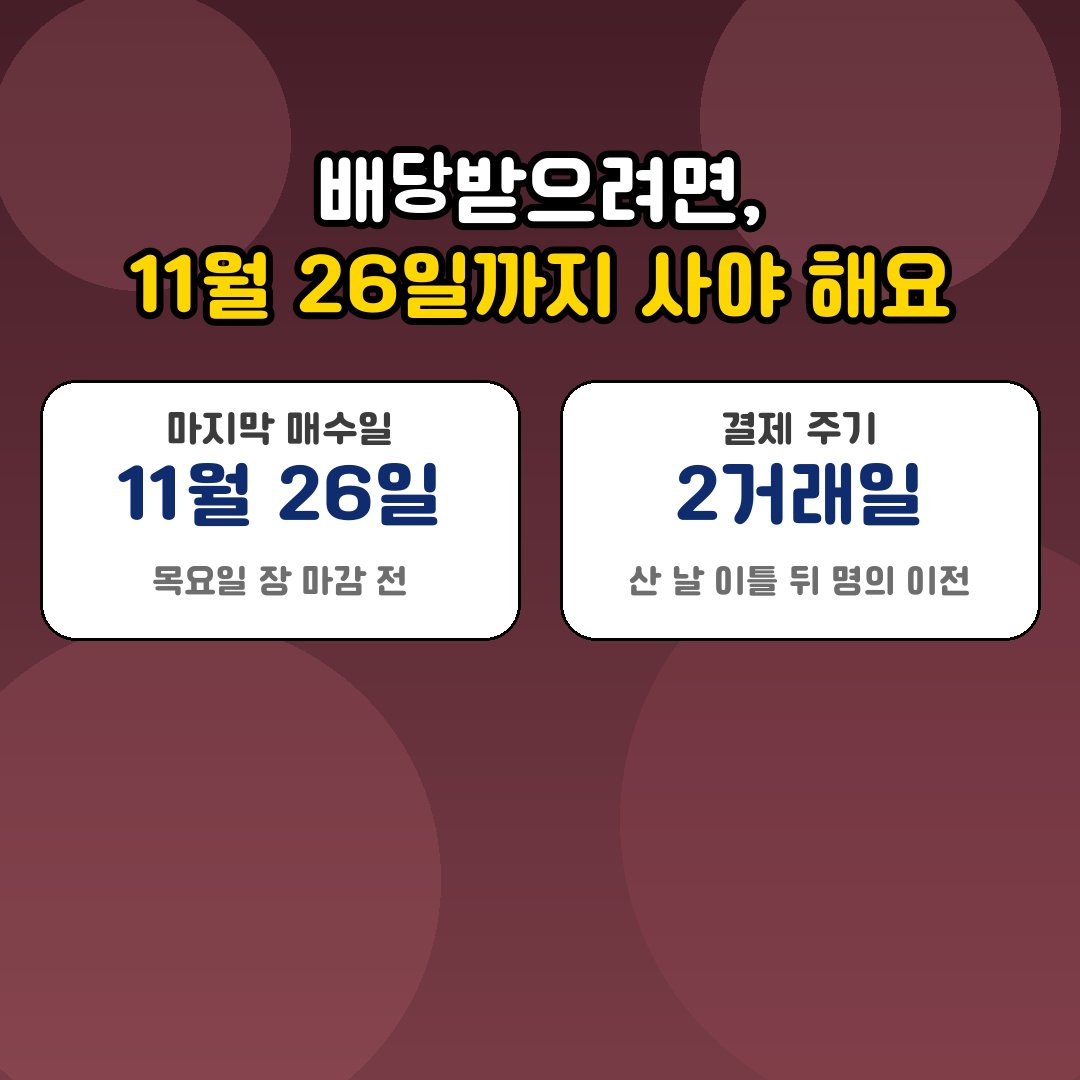 배당받으려면,
11월 26일까지 사야 해요
마지막 매수일
11월 26일
목요일 장 마감 전
결제 주기
2거래일
산 날 이틀 뒤 명의 이전